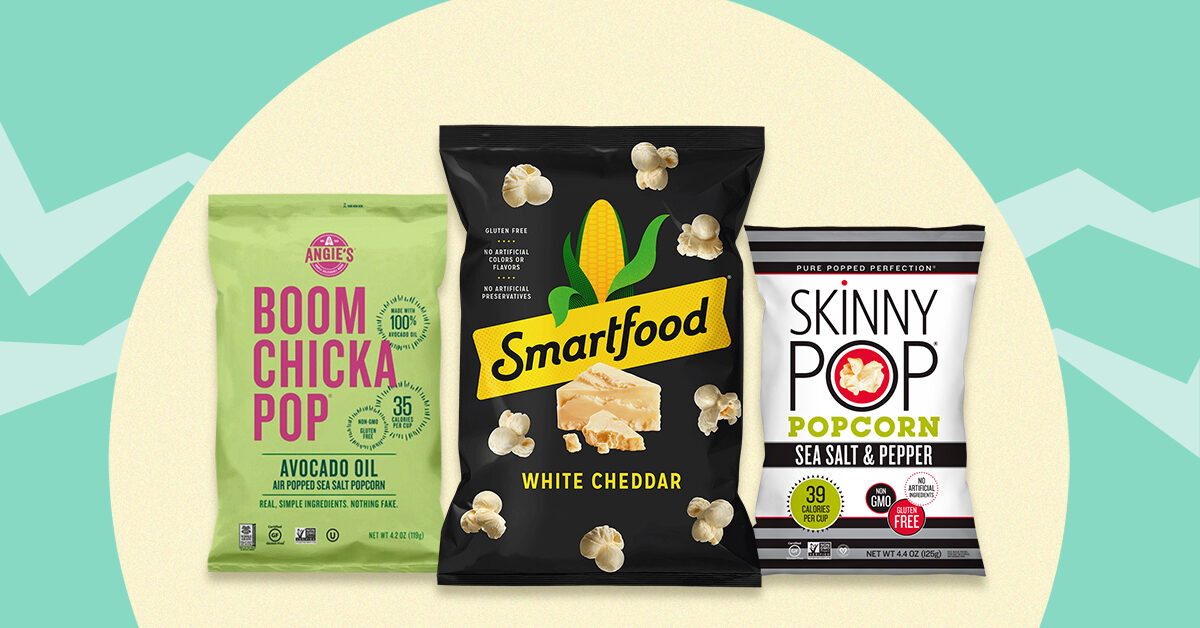 ANGIE'S
BOOM
CHICKA
POP
MADE WITH
100%
AVOCADO OIL
35
CALORIES
PER CUP
NON-GMO
GLUTEN
FREE
AVOCADO OIL
AIR POPPED SEA SALT POPCORN
REAL, SIMPLE INGREDIENTS. NOTHING FAKE.
NET WT 4.2 OZ (119g)
GLUTEN FREE
NO ARTIFICIAL
COLORS OR
FLAVORS
NO ARTIFICIAL
PRESERVATIVES
Smartfood®
WHITE CHEDDAR
PURE POPPED PERFECTION®
SKINNY
POP
POPCORN
SEA SALT & PEPPER
39
CALORIES
PER CUP
NON
GMO
NO
ARTIFICIAL
INGREDIENTS
GLUTEN
FREE
NET WT 4.4 OZ (125g)